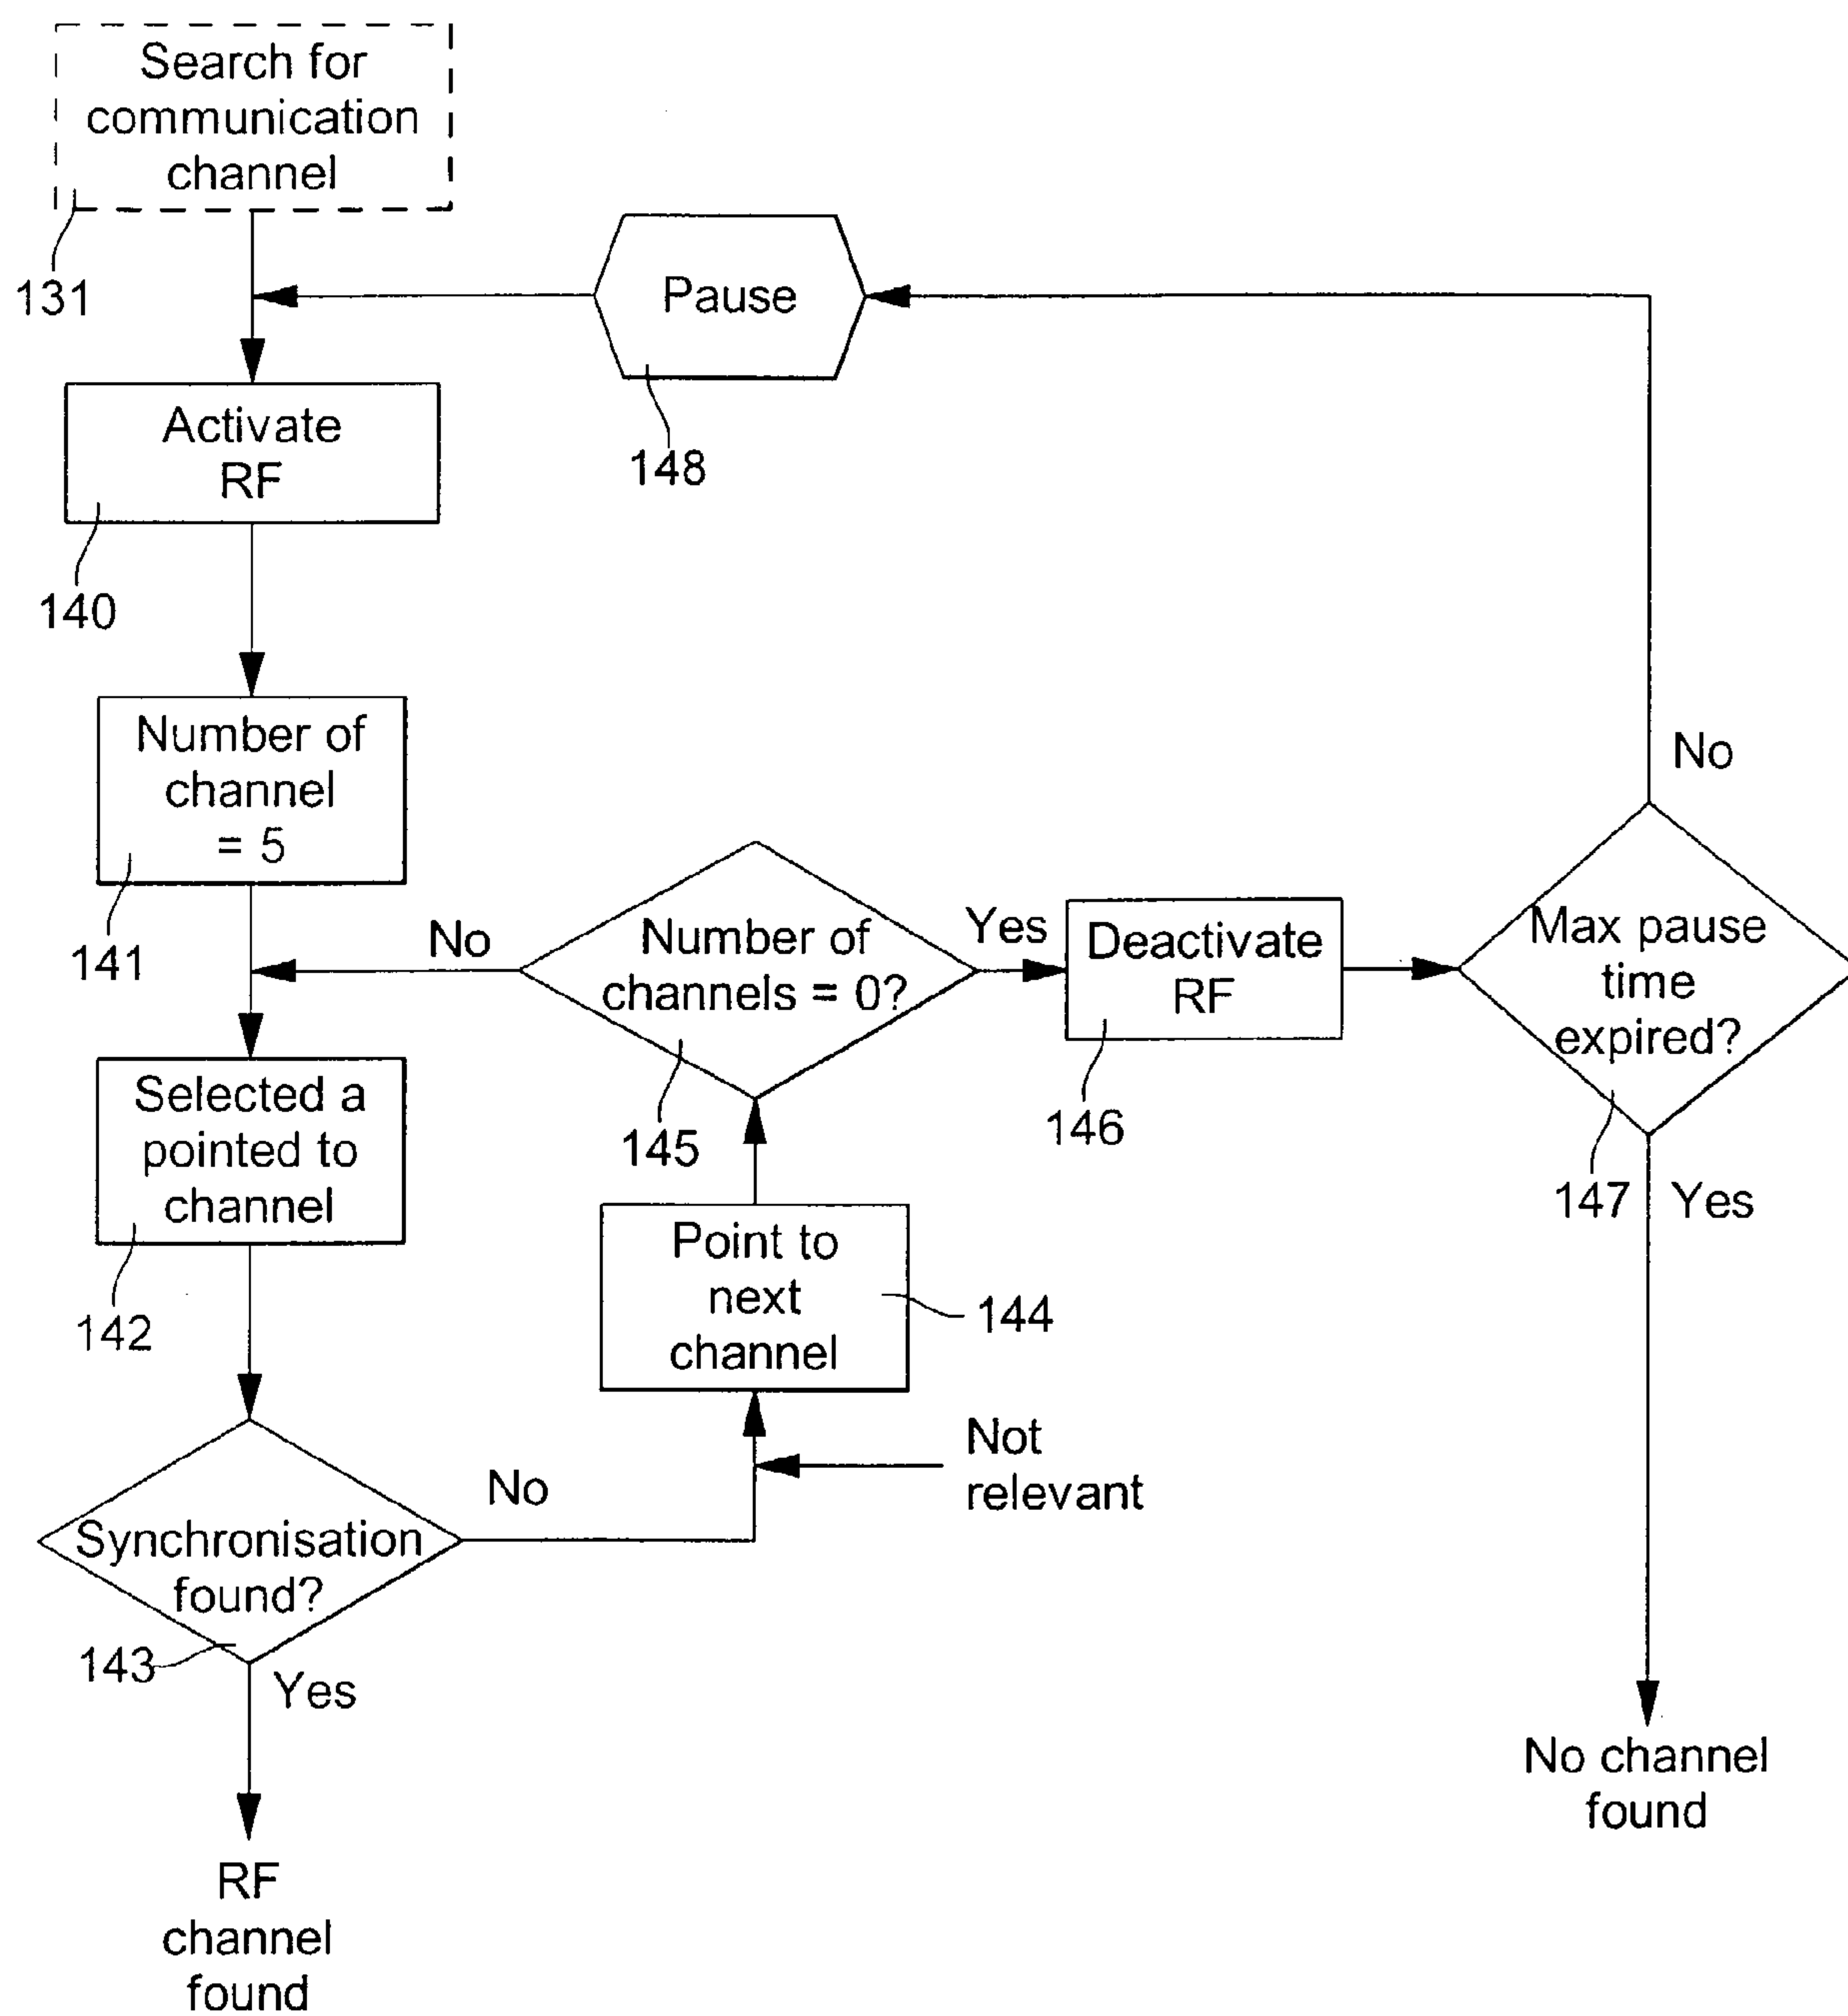 Search for
communication
channel
131
Pause
148
Activate
RF
140
Number of
channel
= 5
141
No
Number of
channels = 0?
145
Yes
Deactivate
RF
146
No
Max pause
time
expired?
147
Yes
Selected a
pointed to
channel
142
Point to
next
channel
144
Not
relevant
No
Synchronisation
found?
143
Yes
RF
channel
found
No channel
found